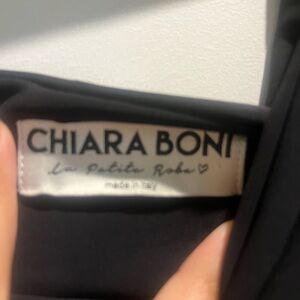 CHIARA BONI
La Petite Robe ♡
made in Italy